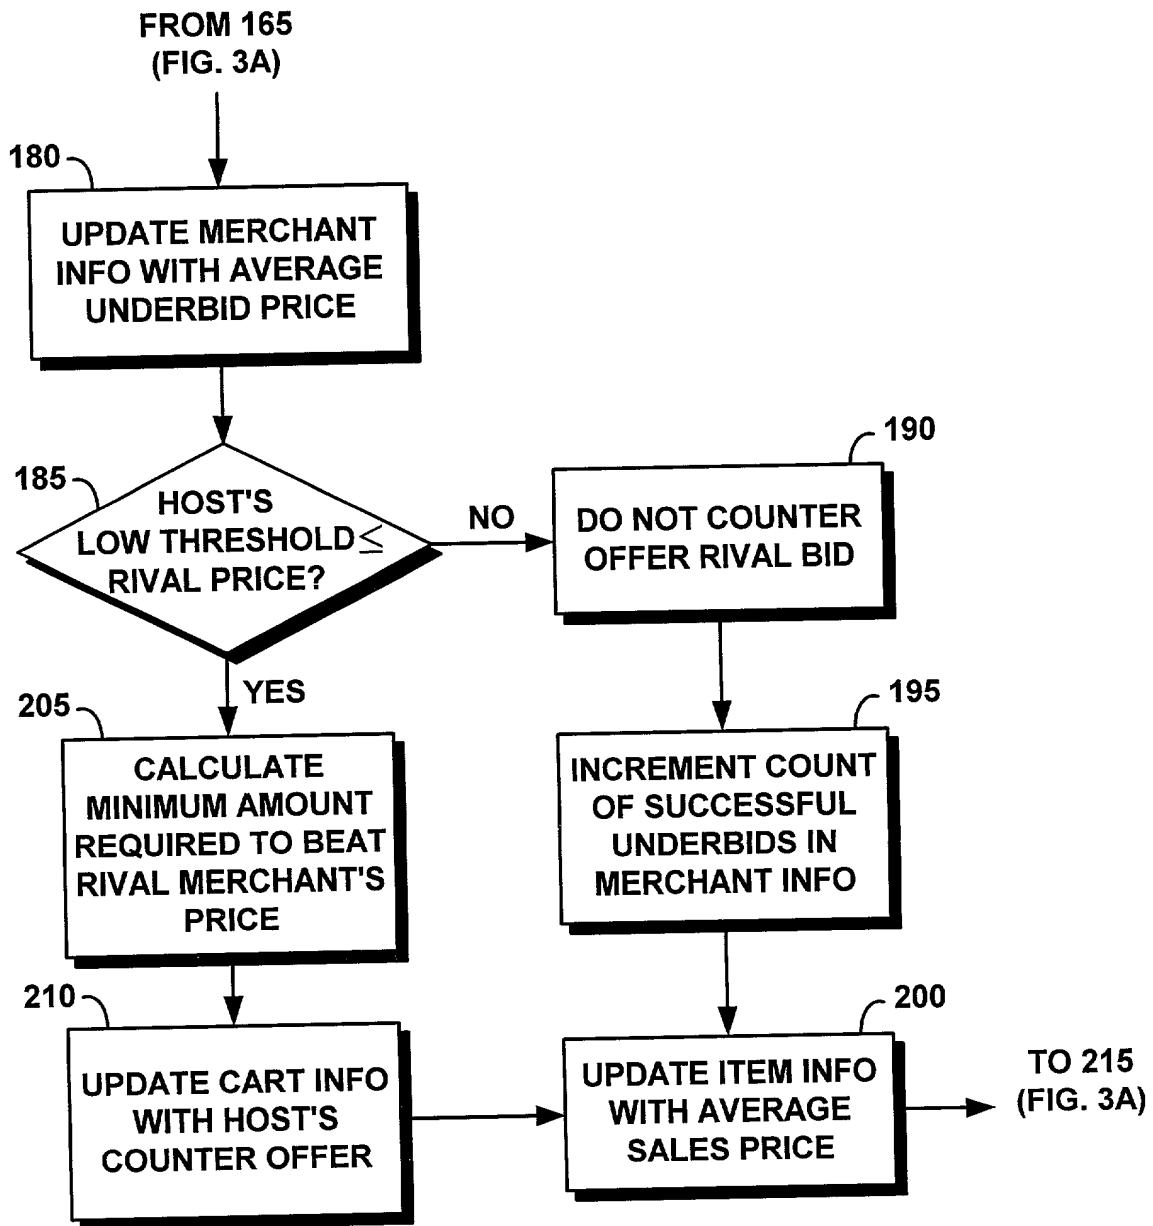 FROM 165
(FIG. 3A)
180
UPDATE MERCHANT
INFO WITH AVERAGE
UNDERBID PRICE
185
HOST'S
LOW THRESHOLD≤
RIVAL PRICE?
NO
190
DO NOT COUNTER
OFFER RIVAL BID
YES
205
CALCULATE
MINIMUM AMOUNT
REQUIRED TO BEAT
RIVAL MERCHANT'S
PRICE
195
INCREMENT COUNT
OF SUCCESSFUL
UNDERBIDS IN
MERCHANT INFO
210
UPDATE CART INFO
WITH HOST'S
COUNTER OFFER
200
UPDATE ITEM INFO
WITH AVERAGE
SALES PRICE
TO 215
(FIG. 3A)